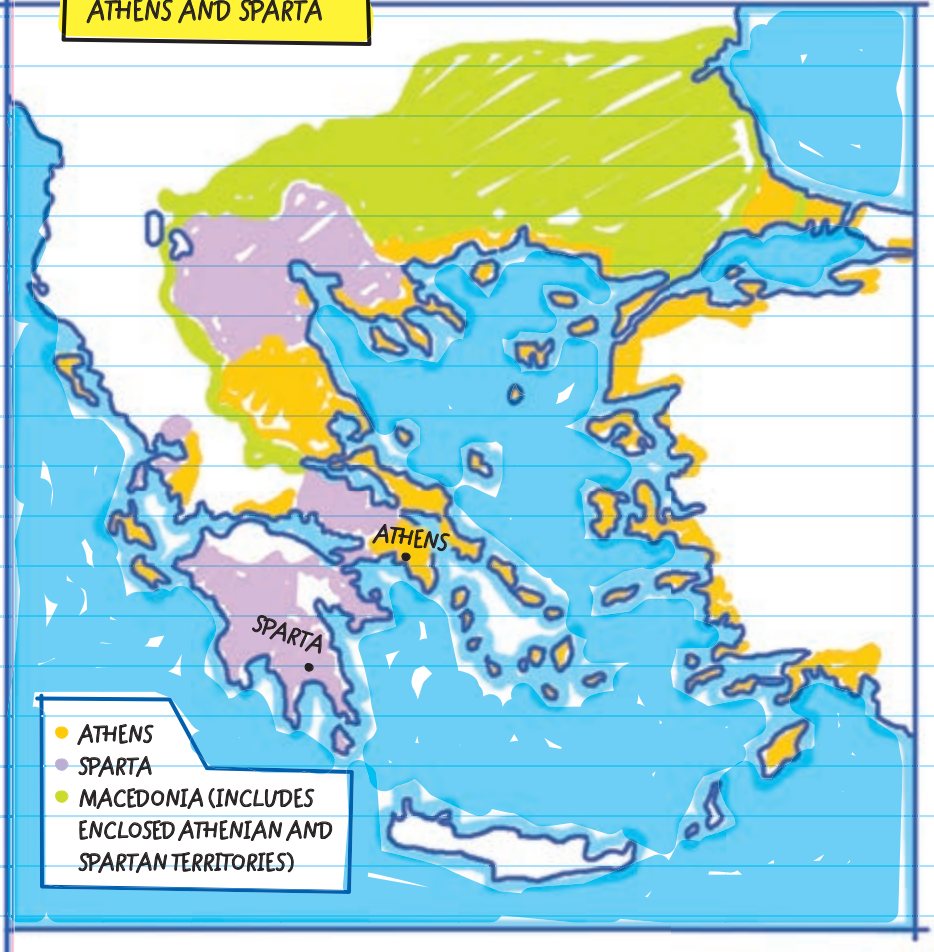 ATHENS AND SPARTA
ATHENS
SPARTA
ATHENS
SPARTA
MACEDONIA (INCLUDES
ENCLOSED ATHENIAN AND
SPARTAN TERRITORIES)